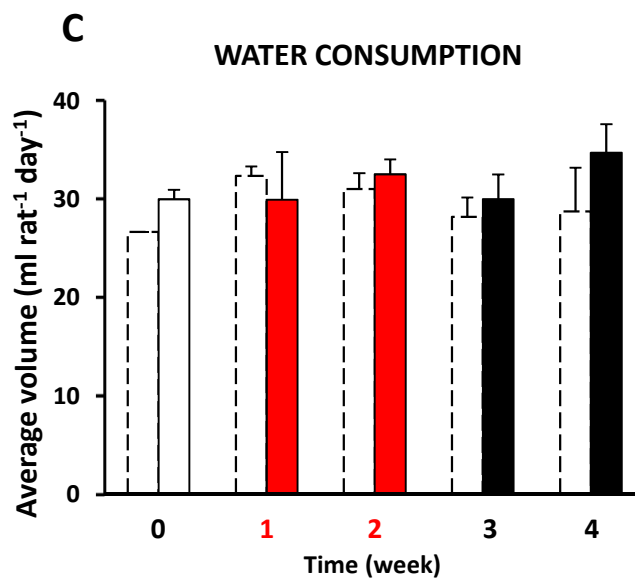 C
WATER CONSUMPTION
Average volume (ml rat⁻¹ day⁻¹)
40
30
20
10
0
0 1 2 3 4
Time (week)